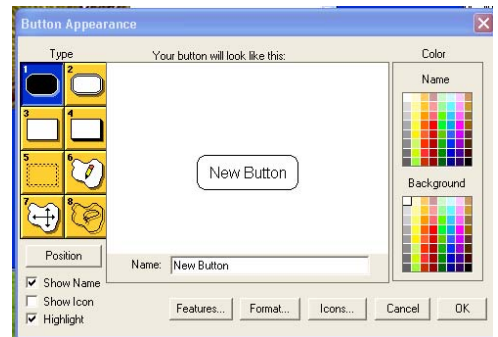 Button Appearance
Type
Your button will look like this:
Color
Name
1
2
3
4
5
6
7
8
New Button
Background
Position
Name: New Button
Show Name
Show Icon
Highlight
Features... Format... Icons... Cancel OK